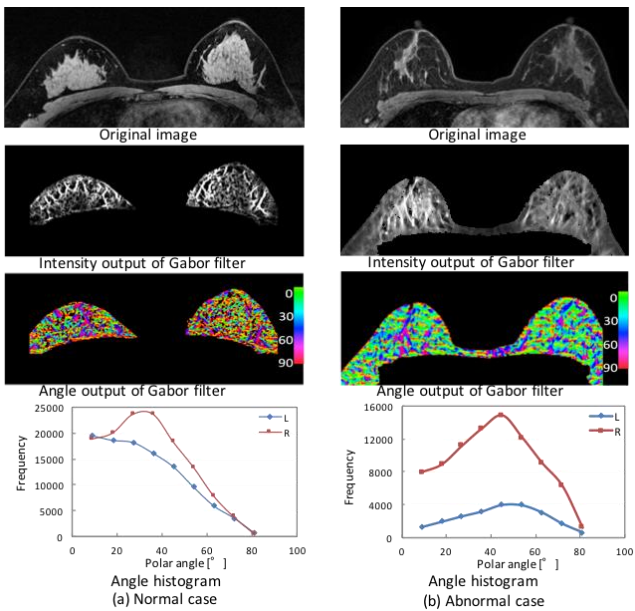 Original image
Original image
Intensity output of Gabor filter
Intensity output of Gabor filter
0
30
60
90
0
30
60
90
Angle output of Gabor filter
Angle output of Gabor filter
25000
20000
15000
10000
5000
0
Frequency
L
R
0 20 40 60 80 100
Polar angle[°]
Angle histogram
(a) Normal case
16000
12000
8000
4000
0
Frequency
L
R
0 20 40 60 80 100
Polar angle[°]
Angle histogram
(b) Abnormal case